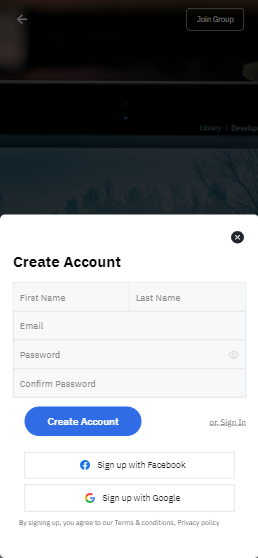 Join Group
Library | Develop
Create Account
First Name Last Name
Email
Password
Confirm Password
Create Account or, Sign In
Sign up with Facebook
Sign up with Google
By signing up, you agree to our Terms & conditions, Privacy policy